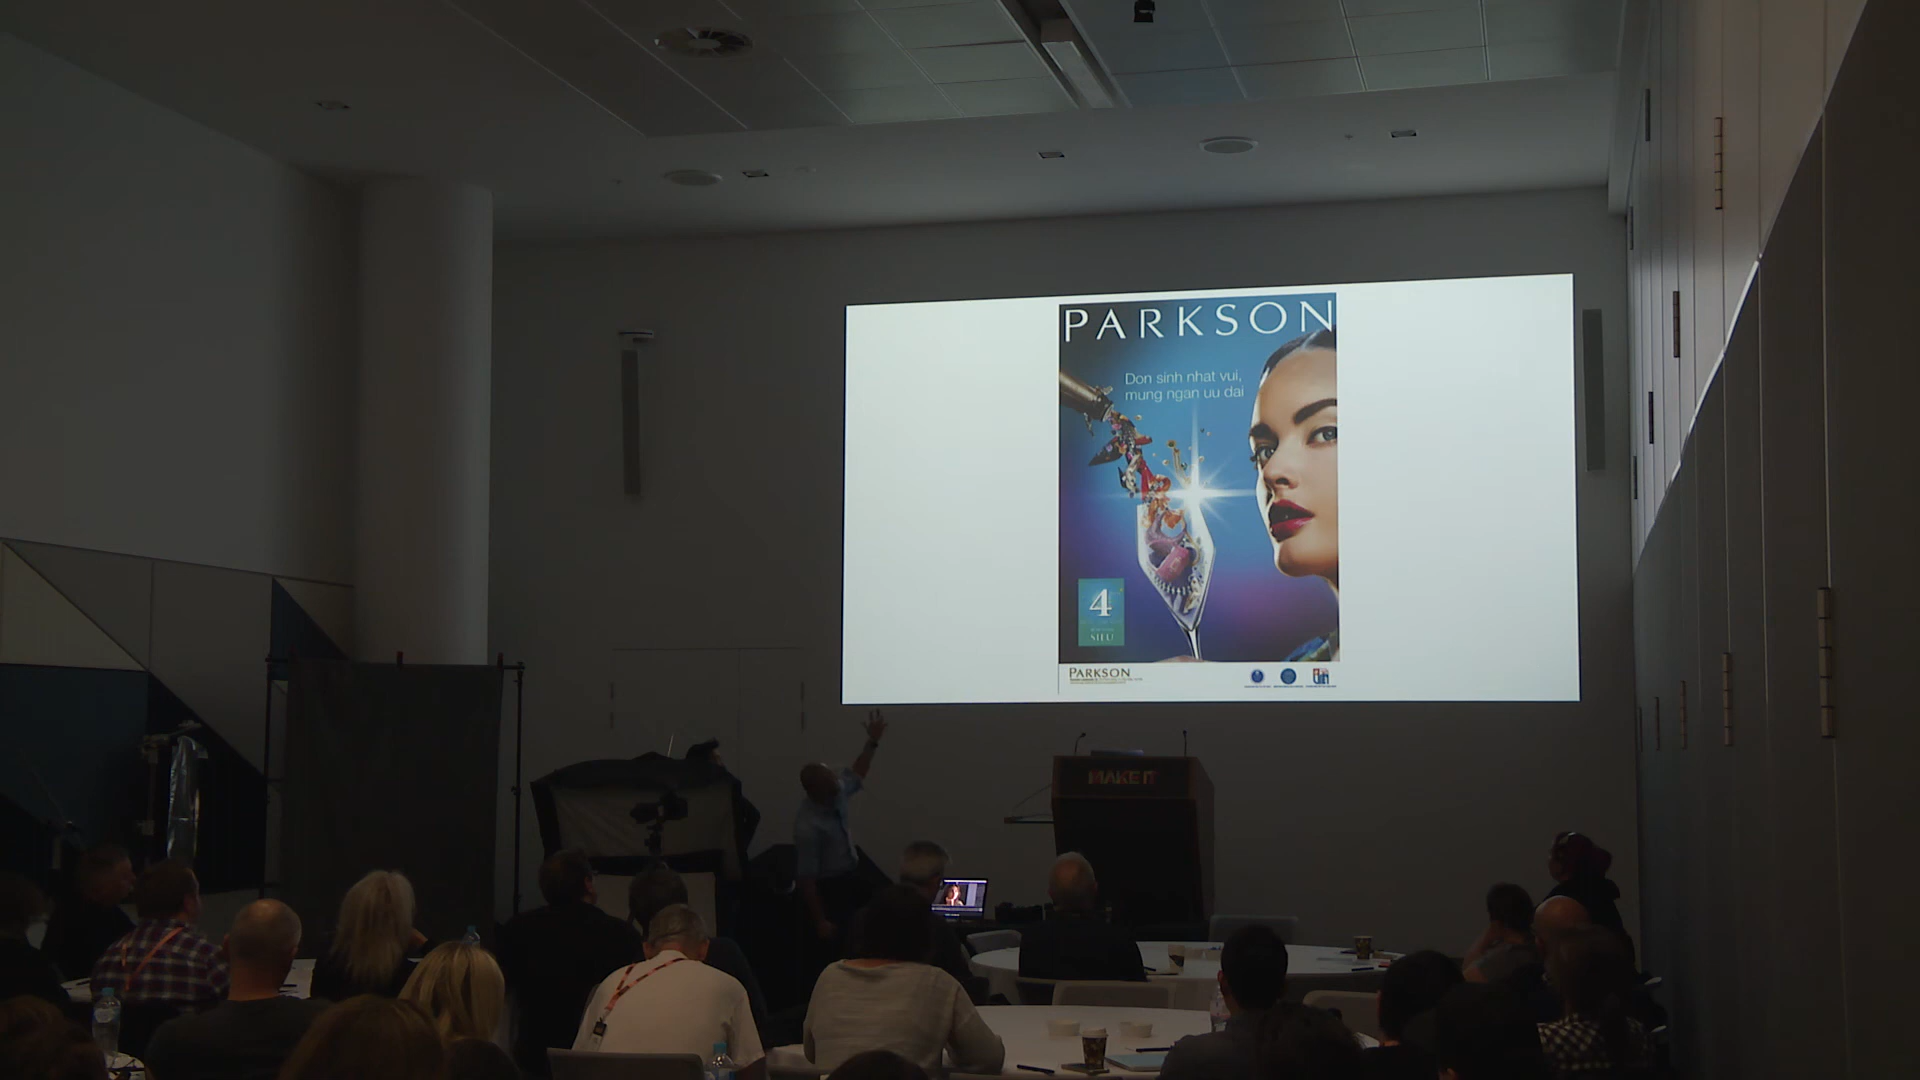 PARKSON
Don sinh nhat vui,
mung ngan uu dai
4
SIEU
PARKSON
MAKE IT